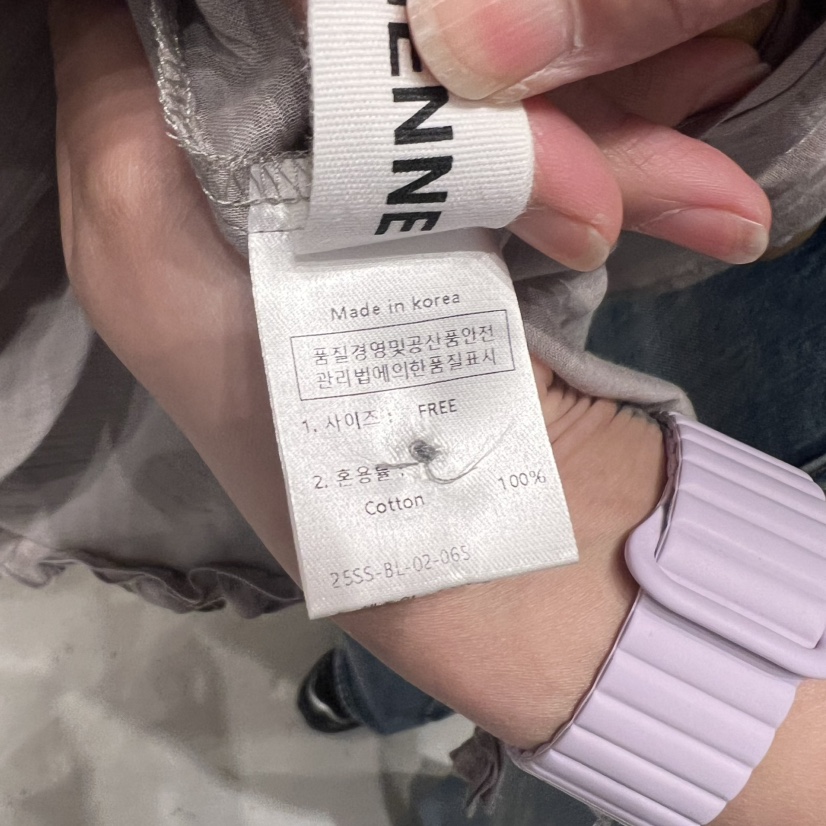 ENNE
Made in korea
품질경영및공산품안전
관리법에의한품질표시
1. 사이즈 : FREE
2. 혼용률 :
Cotton 100%
25SS-BL-02-065